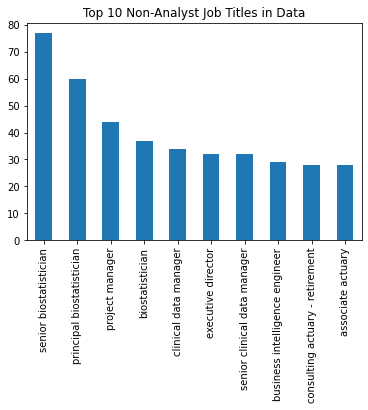 Top 10 Non-Analyst Job Titles in Data
80
70
60
50
40
30
20
10
0
senior biostatistician
principal biostatistician
project manager
biostatistician
clinical data manager
executive director
senior clinical data manager
business intelligence engineer
consulting actuary - retirement
associate actuary